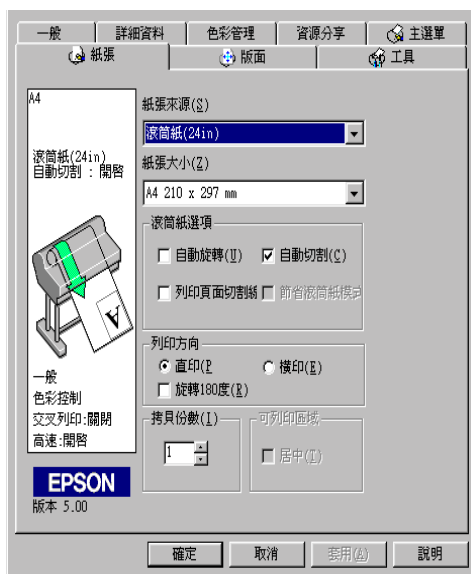 一般 詳細資料 色彩管理 資源分享 主選單
紙張 版面 工具
A4
滾筒紙(24in)
自動切割 : 開啓
一般
色彩控制
交叉列印:關閉
高速:開啓
EPSON
版本 5.00
紙張來源(S)
滾筒紙(24in)
紙張大小(Z)
A4 210 x 297 mm
滾筒紙選項
自動旋轉(U) 自動切割(C)
列印頁面切割線 節省滾筒紙模式
列印方向
直印(P 橫印(E)
旋轉180度(R)
拷貝份數(I) 可列印區域
1 居中(T)
確定 取消 套用(A) 說明